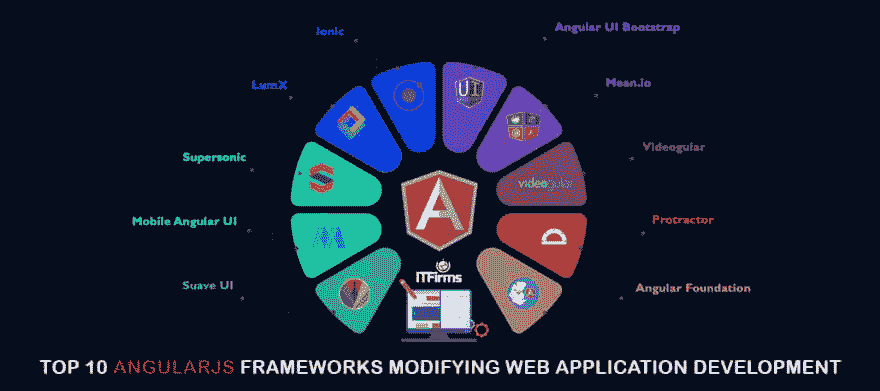 Ionic
Angular UI Bootstrap
LumX
Mean.io
Supersonic
Videogular
Mobile Angular UI
Protractor
Suave UI
Angular Foundation
UI
S
videogular
A
ITFirms
TOP 10 ANGULARJS FRAMEWORKS MODIFYING WEB APPLICATION DEVELOPMENT